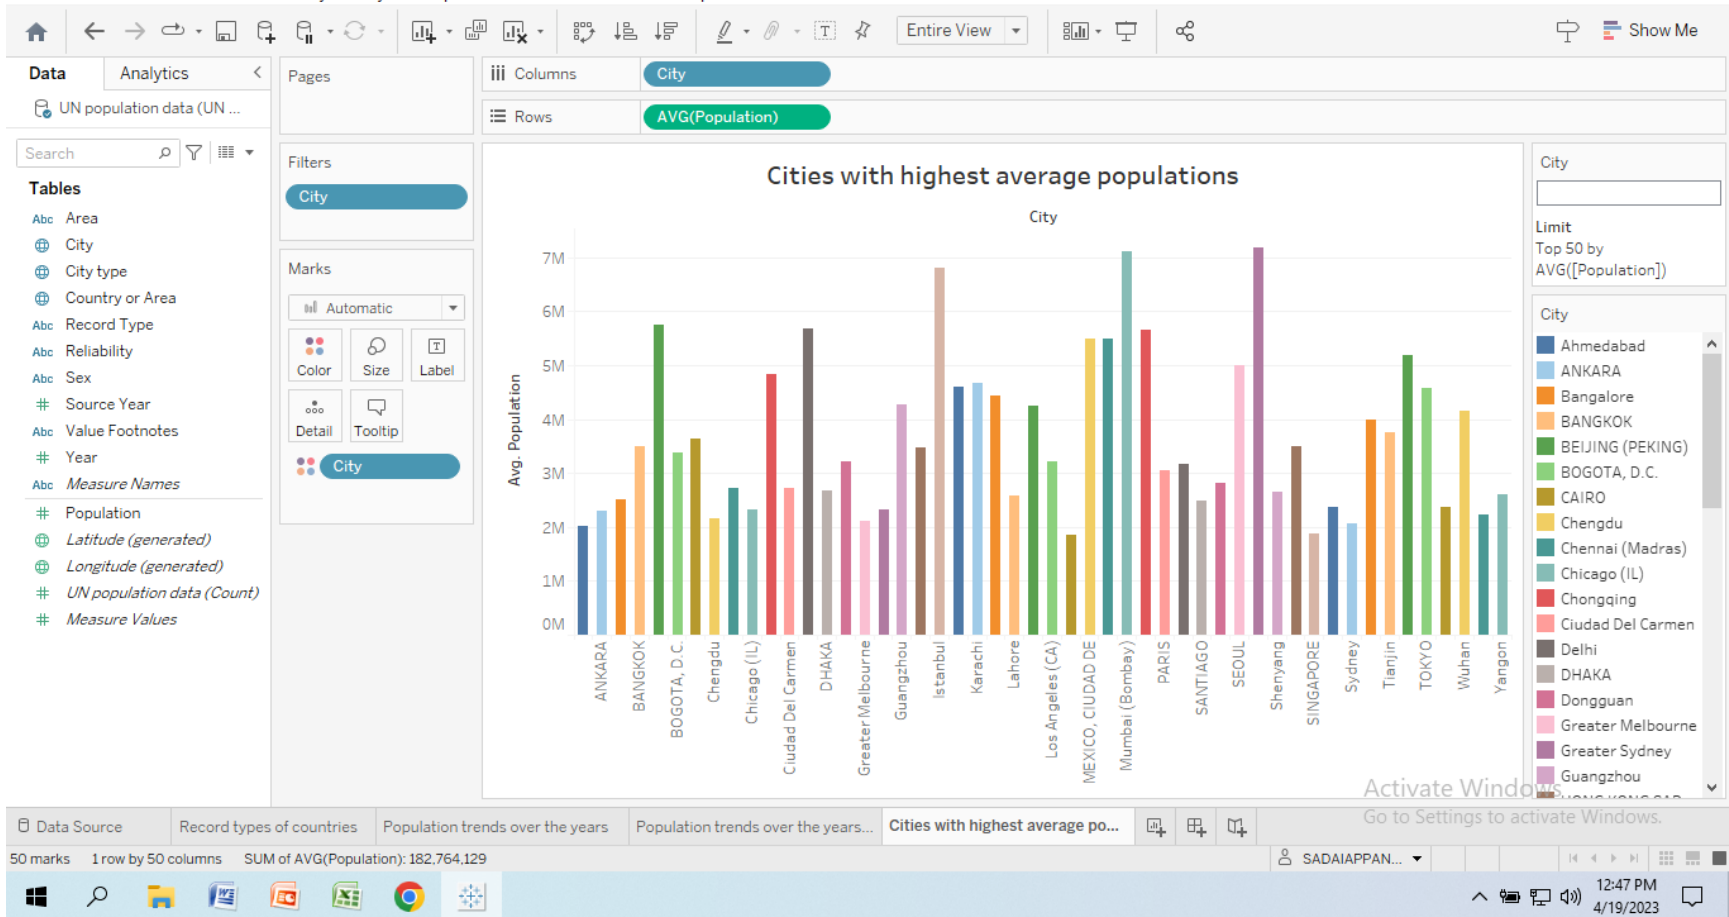 Entire View
Show Me
Data
Analytics
Pages
Columns
City
UN population data (UN ...
Rows
AVG(Population)
Search
Filters
City
Tables
Abc Area
City
City type
Country or Area
Abc Record Type
Abc Reliability
Abc Sex
# Source Year
Abc Value Footnotes
# Year
Abc Measure Names
# Population
Latitude (generated)
Longitude (generated)
# UN population data (Count)
# Measure Values
Marks
Automatic
Color
Size
Label
Detail
Tooltip
City
Cities with highest average populations
City
7M
6M
5M
4M
3M
2M
1M
0M
Avg. Population
ANKARA
BANGKOK
BOGOTA, D.C.
Chengdu
Chicago (IL)
Ciudad Del Carmen
DHAKA
Greater Melbourne
Guangzhou
Istanbul
Karachi
Lahore
Los Angeles (CA)
MEXICO, CIUDAD DE
Mumbai (Bombay)
PARIS
SANTIAGO
SEOUL
Shenyang
SINGAPORE
Sydney
Tianjin
TOKYO
Wuhan
Yangon
City
Limit
Top 50 by
AVG([Population])
City
Ahmedabad
ANKARA
Bangalore
BANGKOK
BEIJING (PEKING)
BOGOTA, D.C.
CAIRO
Chengdu
Chennai (Madras)
Chicago (IL)
Chongqing
Ciudad Del Carmen
Delhi
DHAKA
Dongguan
Greater Melbourne
Greater Sydney
Guangzhou
Activate Windows
Go to Settings to activate Windows.
Data Source
Record types of countries
Population trends over the years
Population trends over the years...
Cities with highest average po...
50 marks
1 row by 50 columns
SUM of AVG(Population): 182,764,129
SADAIAPPAN...
12:47 PM
4/19/2023